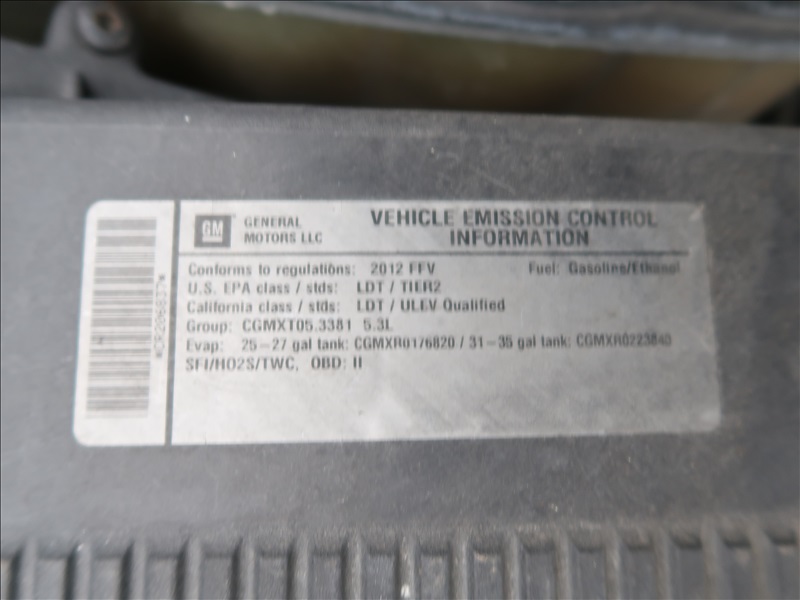 GM GENERAL MOTORS LLC
VEHICLE EMISSION CONTROL INFORMATION
Conforms to regulations: 2012 FFV Fuel: Gasoline/Ethanol
U.S. EPA class / stds: LDT / TIER2
California class / stds: LDT / ULEV Qualified
Group: CGMXT05.3381 5.3L
Evap: 25-27 gal tank: CGMXR0176820 / 31-35 gal tank: CGMXR0223840
SFI/HO2S/TWC, OBD: II